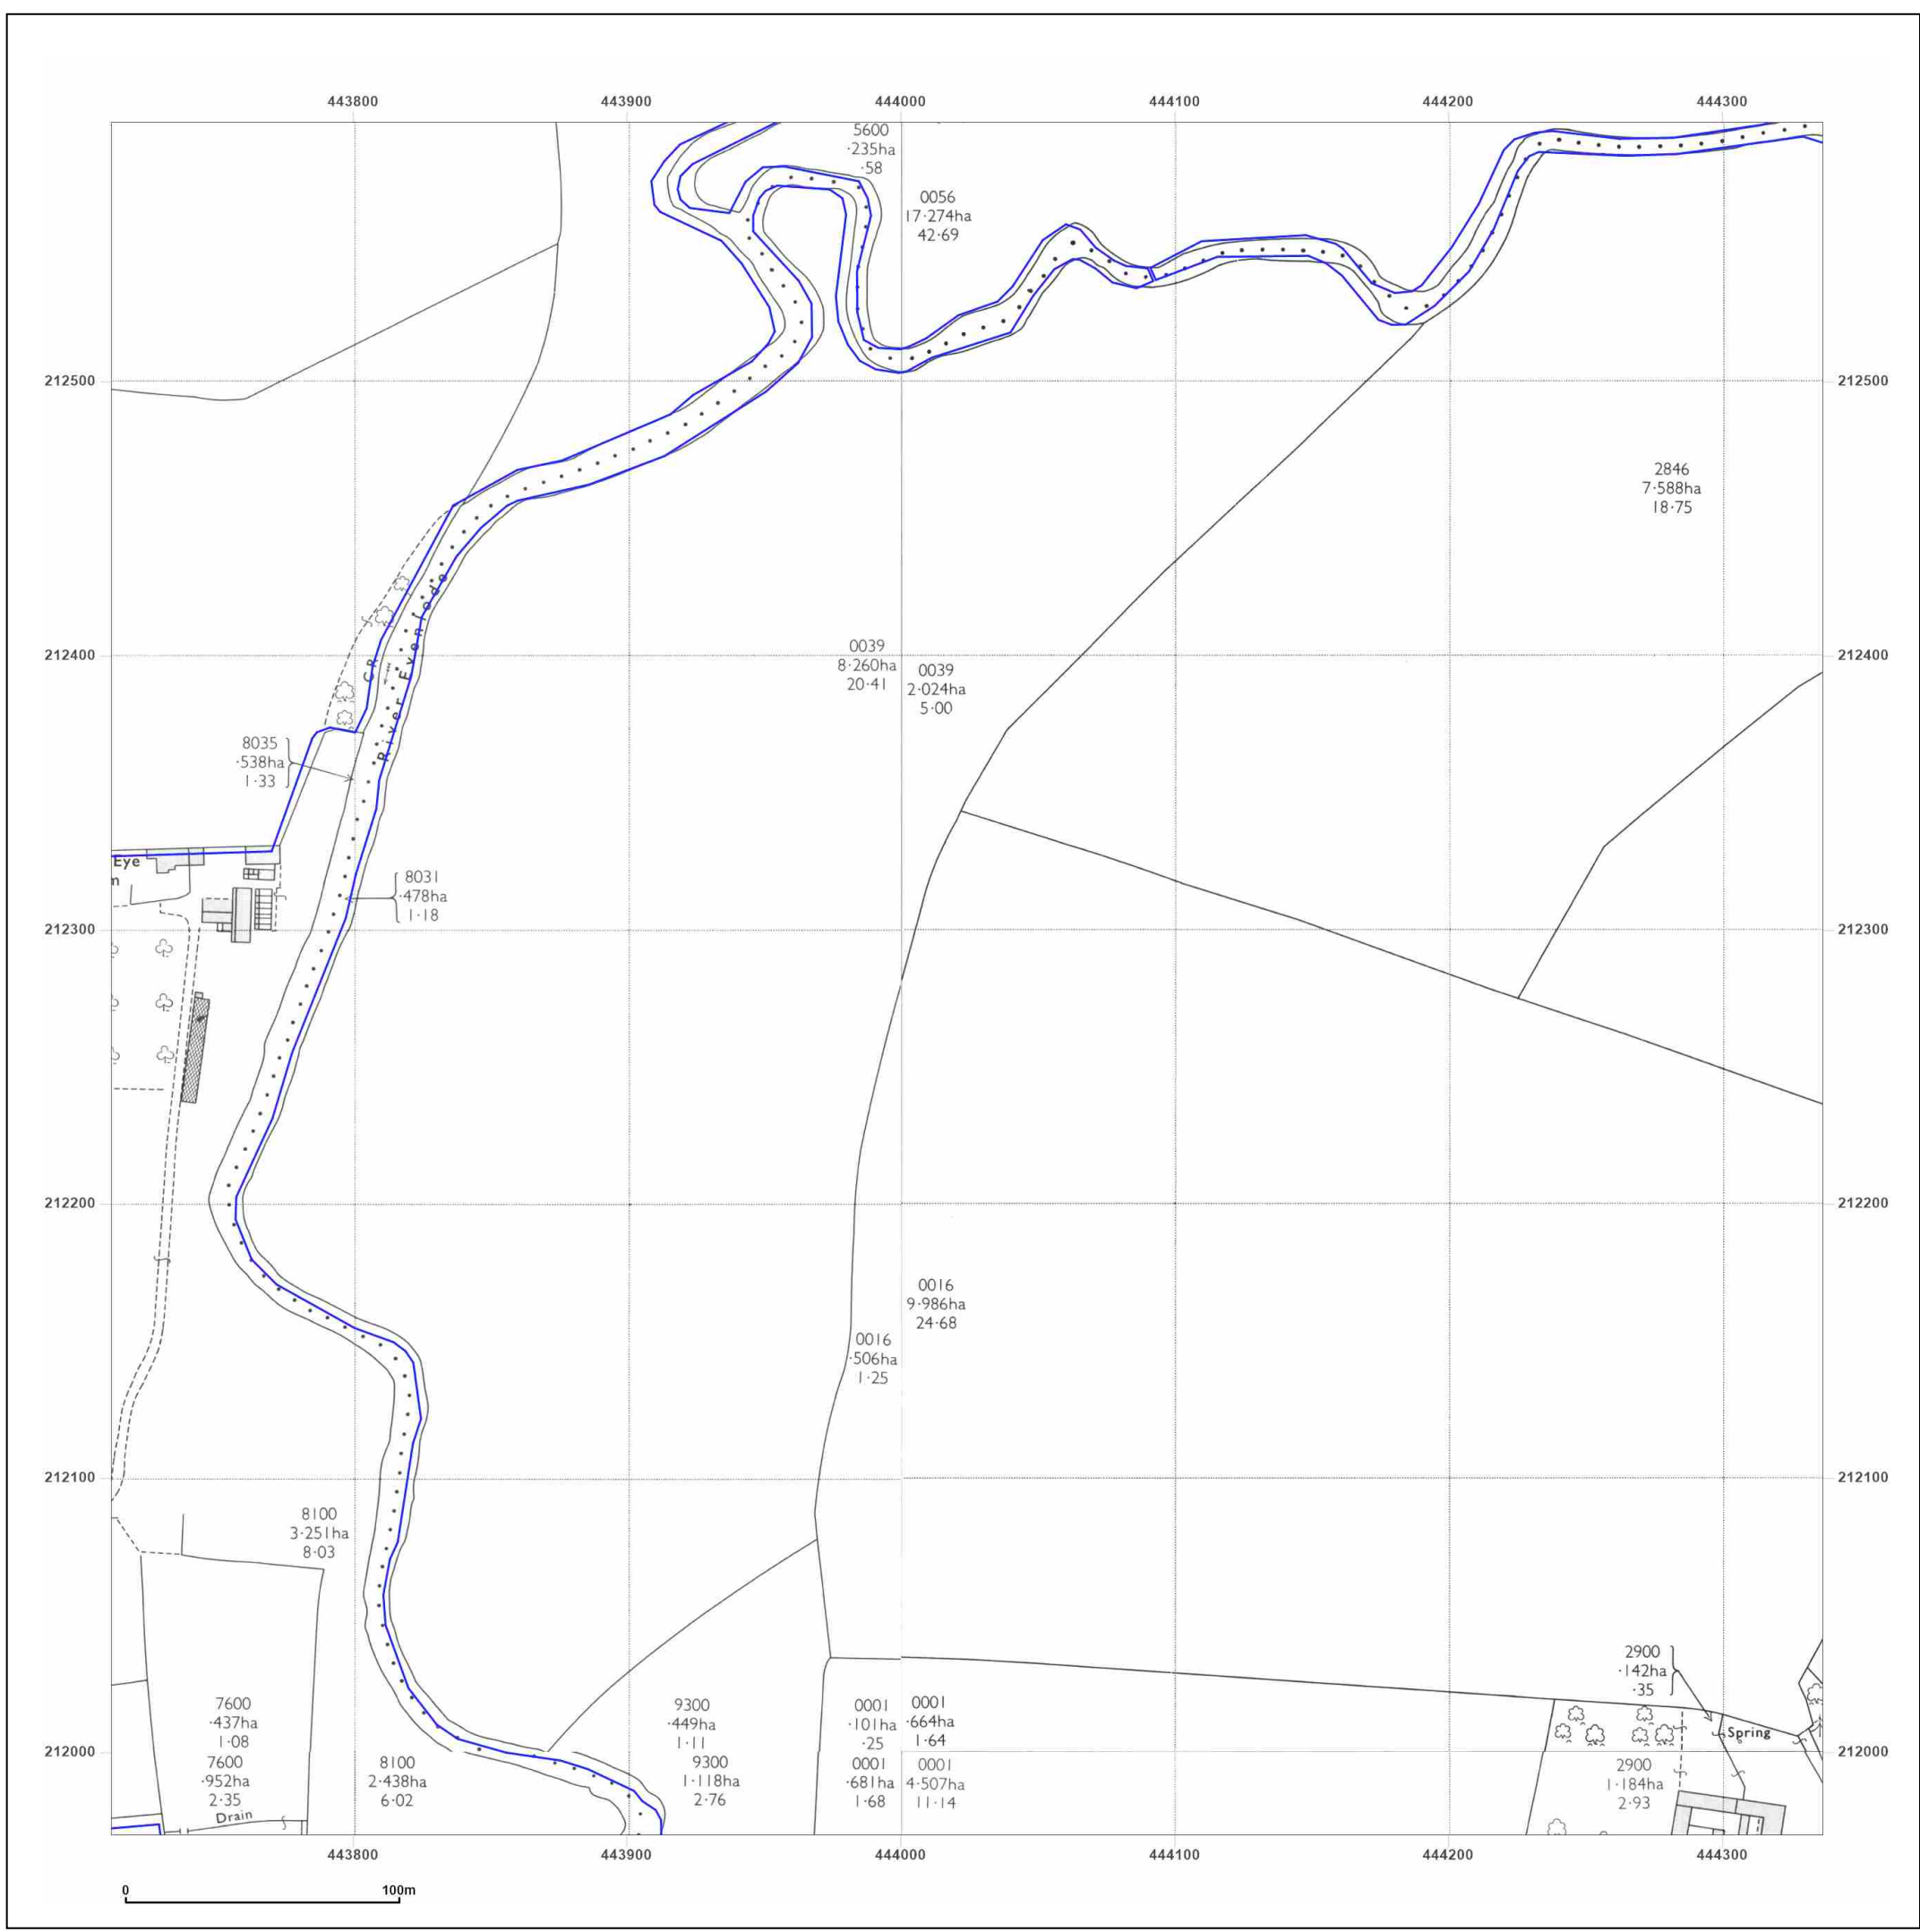 443800
443900
444000
444100
444200
444300
5600
·235ha
·58
0056
17·274ha
42·69
212500
212500
2846
7·588ha
18·75
River Evenlode
C R
212400
212400
0039
8·260ha
20·41
0039
2·024ha
5·00
8035
·538ha
1·33
Eye
m
8031
·478ha
1·18
212300
212300
212200
212200
0016
9·986ha
24·68
0016
·506ha
1·25
212100
212100
8100
3·251ha
8·03
2900
·142ha
·35
7600
·437ha
1·08
9300
·449ha
1·11
0001
·101ha
·25
0001
·664ha
1·64
Spring
212000
212000
7600
·952ha
2·35
8100
2·438ha
6·02
9300
1·118ha
2·76
0001
·681ha
1·68
0001
4·507ha
11·14
2900
1·184ha
2·93
Drain
443800
443900
444000
444100
444200
444300
0
100m